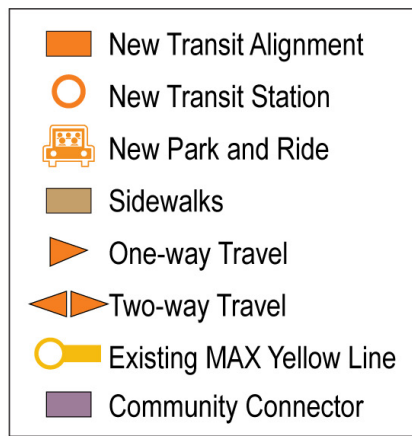 New Transit Alignment
New Transit Station
New Park and Ride
Sidewalks
One-way Travel
Two-way Travel
Existing MAX Yellow Line
Community Connector